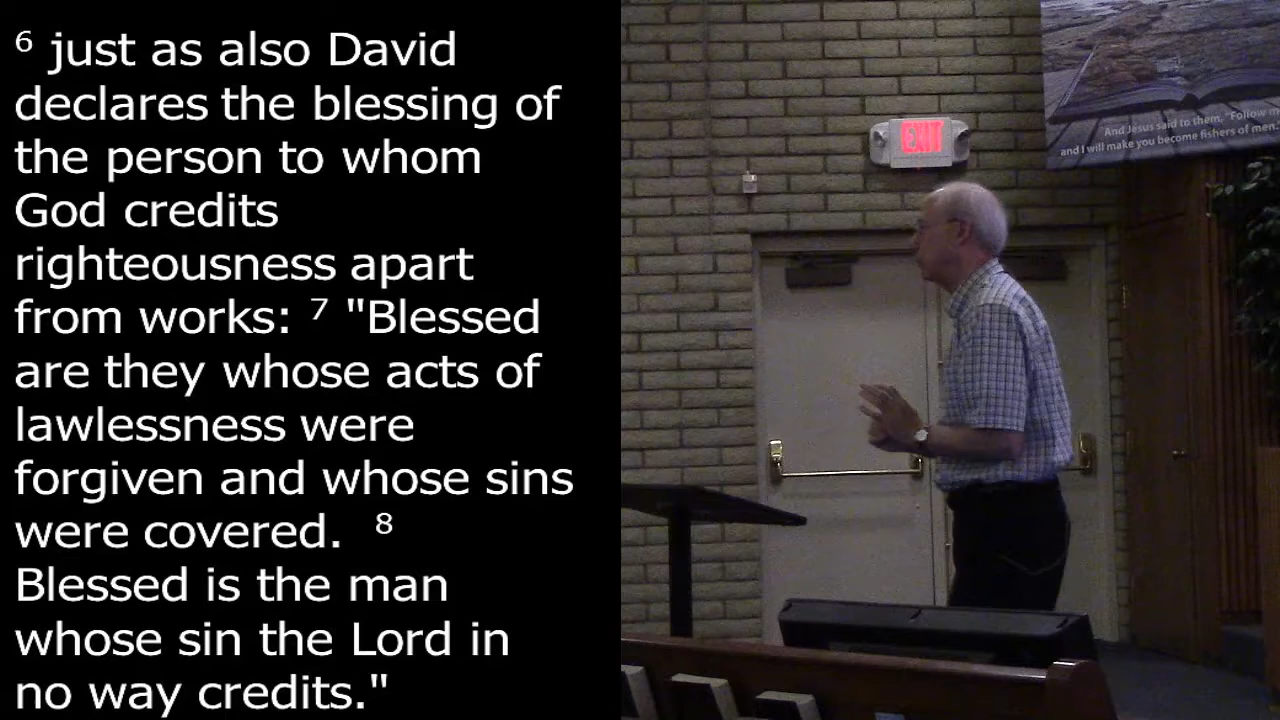 ⁶ just as also David
declares the blessing of
the person to whom
God credits
righteousness apart
from works: ⁷ "Blessed
are they whose acts of
lawlessness were
forgiven and whose sins
were covered. ⁸
Blessed is the man
whose sin the Lord in
no way credits."
EXIT
And Jesus said to them, "Follow
and I will make you become fishers of men.